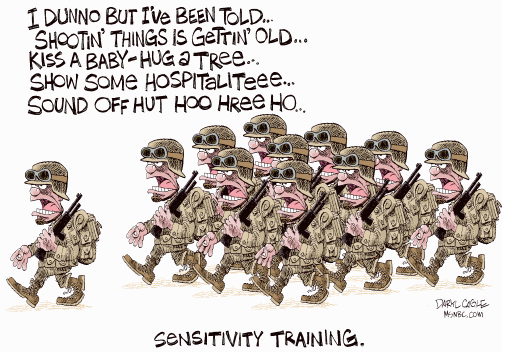 I DUNNO BUT I'VE BEEN TOLD...
SHOOTIN' THINGS IS GETTIN' OLD...
KISS A BABY-HUG A TREE...
SHOW SOME HOSPITALITEEE...
SOUND OFF HUT HOO HREE HO...
DARYL CAGLE
MSNBC.COM
SENSITIVITY TRAINING.